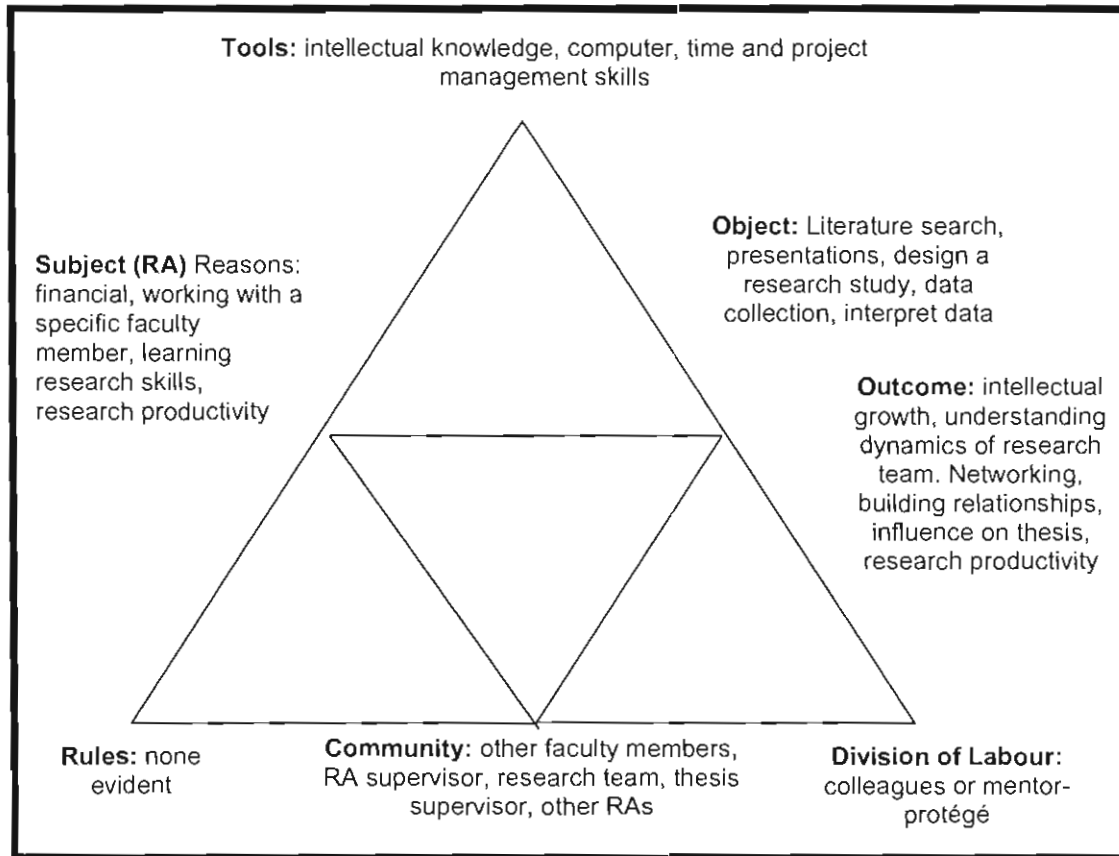 Tools: intellectual knowledge, computer, time and project
management skills
Subject (RA) Reasons:
financial, working with a
specific faculty
member, learning
research skills,
research productivity
Object: Literature search,
presentations, design a
research study, data
collection, interpret data
Outcome: intellectual
growth, understanding
dynamics of research
team. Networking,
building relationships,
influence on thesis,
research productivity
Rules: none
evident
Community: other faculty members,
RA supervisor, research team, thesis
supervisor, other RAs
Division of Labour:
colleagues or mentor-
protégé